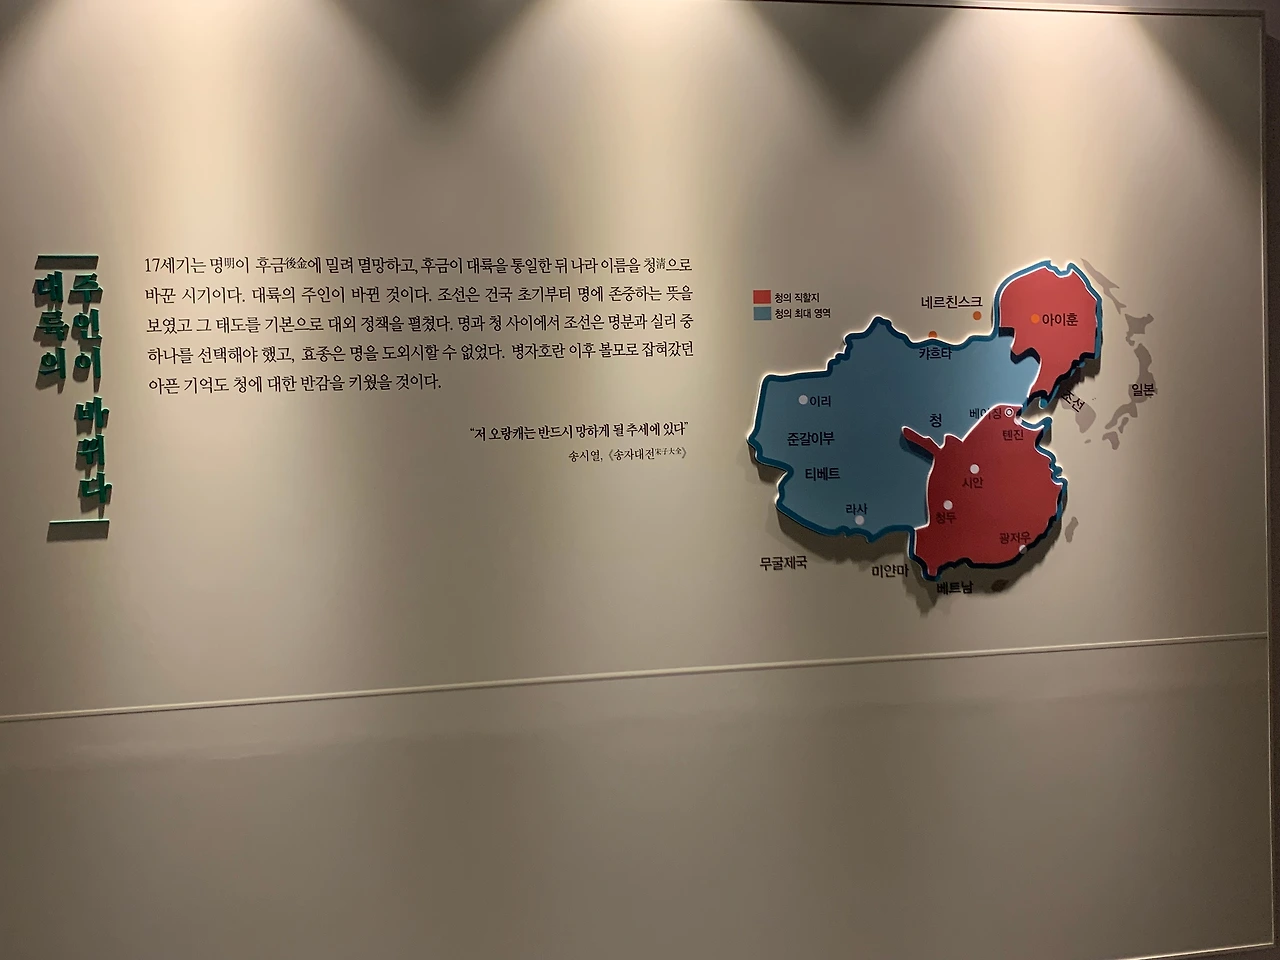 대륙의
주인이 바뀌다
17세기는 명明이 후금後金에 밀려 멸망하고, 후금이 대륙을 통일한 뒤 나라 이름을 청淸으로
바꾼 시기이다. 대륙의 주인이 바뀐 것이다. 조선은 건국 초기부터 명에 존중하는 뜻을
보였고 그 태도를 기본으로 대외 정책을 펼쳤다. 명과 청 사이에서 조선은 명분과 실리 중
하나를 선택해야 했고, 효종은 명을 도외시할 수 없었다. 병자호란 이후 볼모로 잡혀갔던
아픈 기억도 청에 대한 반감을 키웠을 것이다.
“저 오랑캐는 반드시 망하게 될 추세에 있다”
송시열, 《송자대전宋子大全》
청의 직할지
청의 최대 영역
네르친스크
아이훈
캬흐타
일본
조선
이리
청
베이징
톈진
준갈이부
티베트
시안
라사
청두
광저우
무굴제국
미얀마
베트남